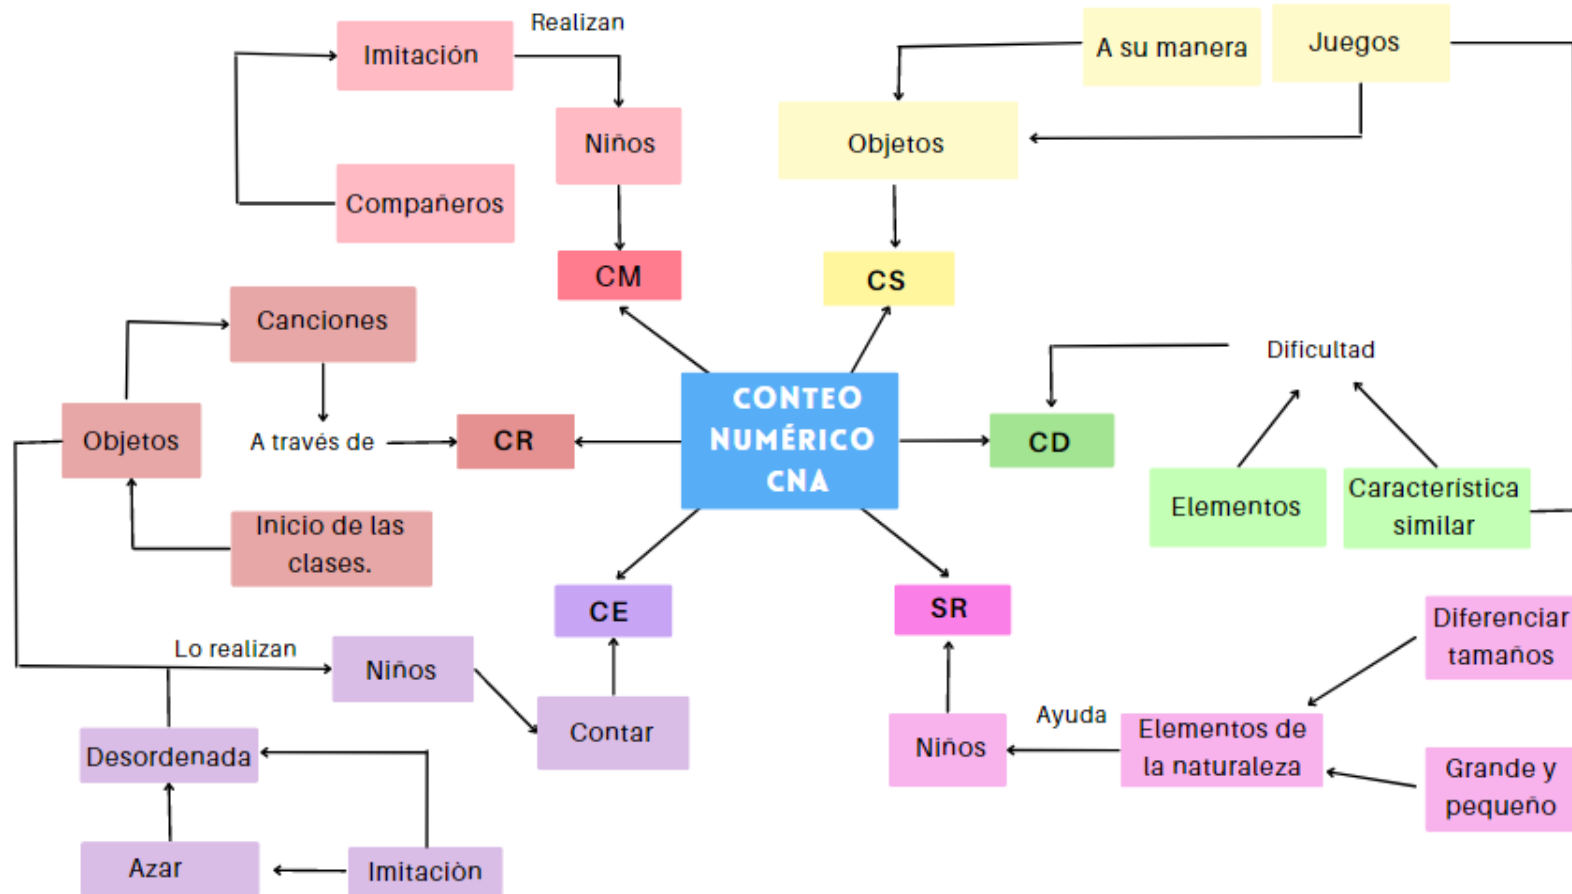 Realizan
Imitación
Niños
Compañeros
CM
A su manera
Juegos
Objetos
CS
Canciones
Objetos
A través de
CR
Inicio de las
clases.
CONTEO
NUMÉRICO
CNA
Dificultad
CD
Elementos
Característica
similar
CE
Lo realizan
Niños
Contar
Desordenada
Azar
Imitaciòn
SR
Niños
Ayuda
Elementos de
la naturaleza
Diferenciar
tamaños
Grande y
pequeño